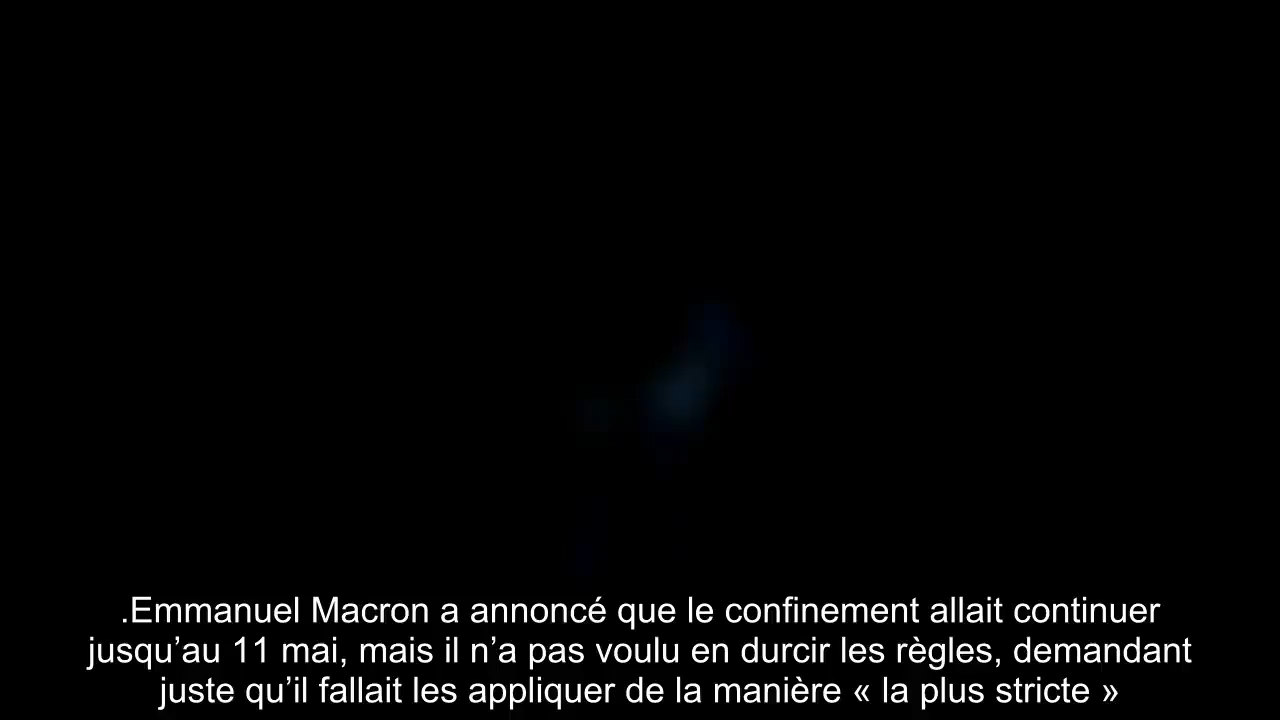 .Emmanuel Macron a annoncé que le confinement allait continuer
jusqu’au 11 mai, mais il n’a pas voulu en durcir les règles, demandant
juste qu’il fallait les appliquer de la manière « la plus stricte »